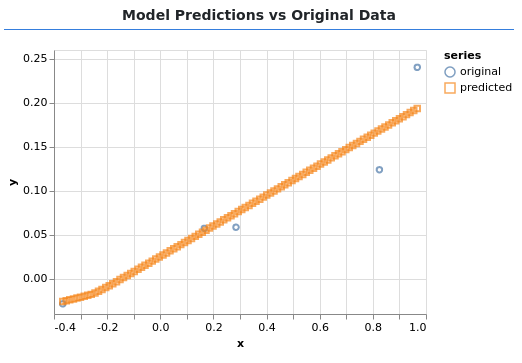 Model Predictions vs Original Data
series
original
predicted
y
0.25
0.20
0.15
0.10
0.05
0.00
-0.4 -0.2 0.0 0.2 0.4 0.6 0.8 1.0
x